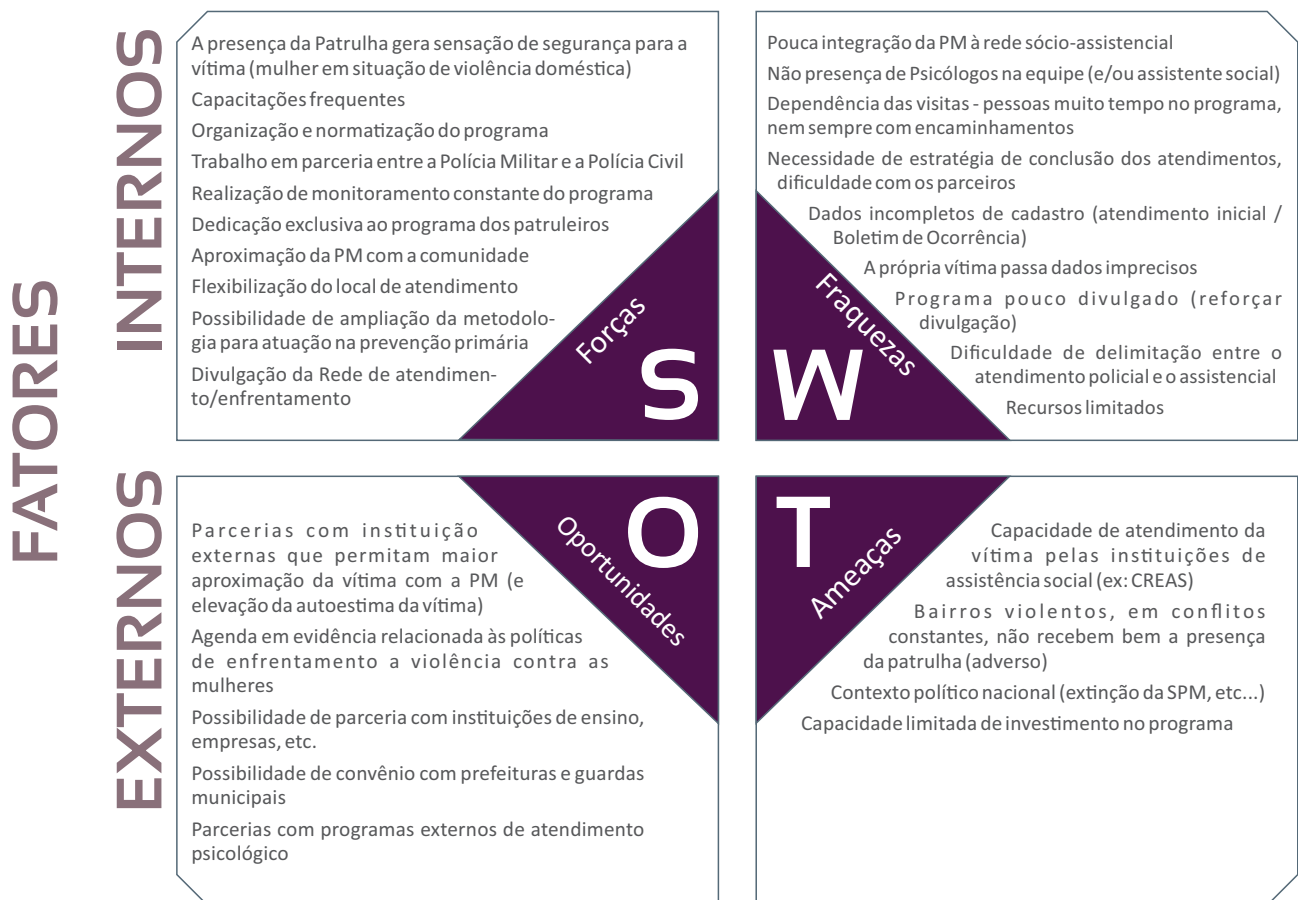 FATORES
INTERNOS
A presença da Patrulha gera sensação de segurança para a
vítima (mulher em situação de violência doméstica)
Capacitações frequentes
Organização e normatização do programa
Trabalho em parceria entre a Polícia Militar e a Polícia Civil
Realização de monitoramento constante do programa
Dedicação exclusiva ao programa dos patruleiros
Aproximação da PM com a comunidade
Flexibilização do local de atendimento
Possibilidade de ampliação da metodolo-
gia para atuação na prevenção primária
Divulgação da Rede de atendimen-
to/enfrentamento
Forças
S
Pouca integração da PM à rede sócio-assistencial
Não presença de Psicólogos na equipe (e/ou assistente social)
Dependência das visitas - pessoas muito tempo no programa,
nem sempre com encaminhamentos
Necessidade de estratégia de conclusão dos atendimentos,
dificuldade com os parceiros
Dados incompletos de cadastro (atendimento inicial /
Boletim de Ocorrência)
A própria vítima passa dados imprecisos
Programa pouco divulgado (reforçar
divulgação)
Dificuldade de delimitação entre o
atendimento policial e o assistencial
Recursos limitados
Fraquezas
W
EXTERNOS
Parcerias com instituição
externas que permitam maior
aproximação da vítima com a PM (e
elevação da autoestima da vítima)
Agenda em evidência relacionada às políticas
de enfrentamento a violência contra as
mulheres
Possibilidade de parceria com instituições de ensino,
empresas, etc.
Possibilidade de convênio com prefeituras e guardas
municipais
Parcerias com programas externos de atendimento
psicológico
O
Oportunidades
T
Ameaças
Capacidade de atendimento da
vítima pelas instituições de
assistência social (ex: CREAS)
Bairros violentos, em conflitos
constantes, não recebem bem a presença
da patrulha (adverso)
Contexto político nacional (extinção da SPM, etc...)
Capacidade limitada de investimento no programa